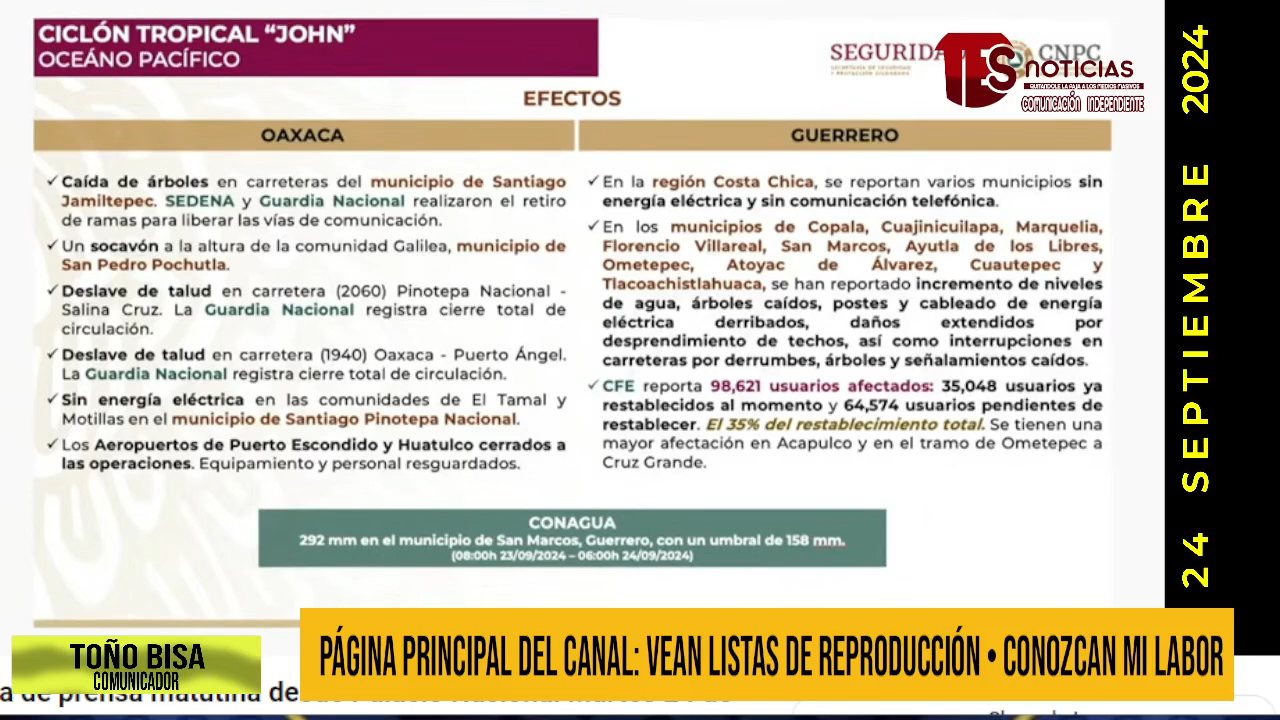 CICLÓN TROPICAL “JOHN”
OCEÁNO PACÍFICO
SEGURIDA
CNPC
NOTICIAS
COMUNICACIÓN INDEPENDIENTE
EFECTOS
OAXACA
✓ Caída de árboles en carreteras del municipio de Santiago
Jamiltepec. SEDENA y Guardia Nacional realizaron el retiro
de ramas para liberar las vías de comunicación.
✓ Un socavón a la altura de la comunidad Galilea, municipio de
San Pedro Pochutla.
✓ Deslave de talud en carretera (2060) Pinotepa Nacional -
Salina Cruz. La Guardia Nacional registra cierre total de
circulación.
✓ Deslave de talud en carretera (1940) Oaxaca - Puerto Ángel.
La Guardia Nacional registra cierre total de circulación.
✓ Sin energía eléctrica en las comunidades de El Tamal y
Motillas en el municipio de Santiago Pinotepa Nacional.
✓ Los Aeropuertos de Puerto Escondido y Huatulco cerrados a
las operaciones. Equipamiento y personal resguardados.
GUERRERO
✓ En la región Costa Chica, se reportan varios municipios sin
energía eléctrica y sin comunicación telefónica.
✓ En los municipios de Copala, Cuajinicuilapa, Marquelia,
Florencio Villareal, San Marcos, Ayutla de los Libres,
Ometepec, Atoyac de Álvarez, Cuautepec y
Tlacoachistlahuaca, se han reportado incremento de niveles
de agua, árboles caídos, postes y cableado de energía
eléctrica derribados, daños extendidos por
desprendimiento de techos, así como interrupciones en
carreteras por derrumbes, árboles y señalamientos caídos.
✓ CFE reporta 98,621 usuarios afectados: 35,048 usuarios ya
restablecidos al momento y 64,574 usuarios pendientes de
restablecer. El 35% del restablecimiento total. Se tienen una
mayor afectación en Acapulco y en el tramo de Ometepec a
Cruz Grande.
CONAGUA
292 mm en el municipio de San Marcos, Guerrero, con un umbral de 158 mm.
(08:00h 23/09/2024 – 06:00h 24/09/2024)
24 SEPTIEMBRE 2024
TOÑO BISA
COMUNICADOR
PÁGINA PRINCIPAL DEL CANAL: VEAN LISTAS DE REPRODUCCIÓN • CONOZCAN MI LABOR